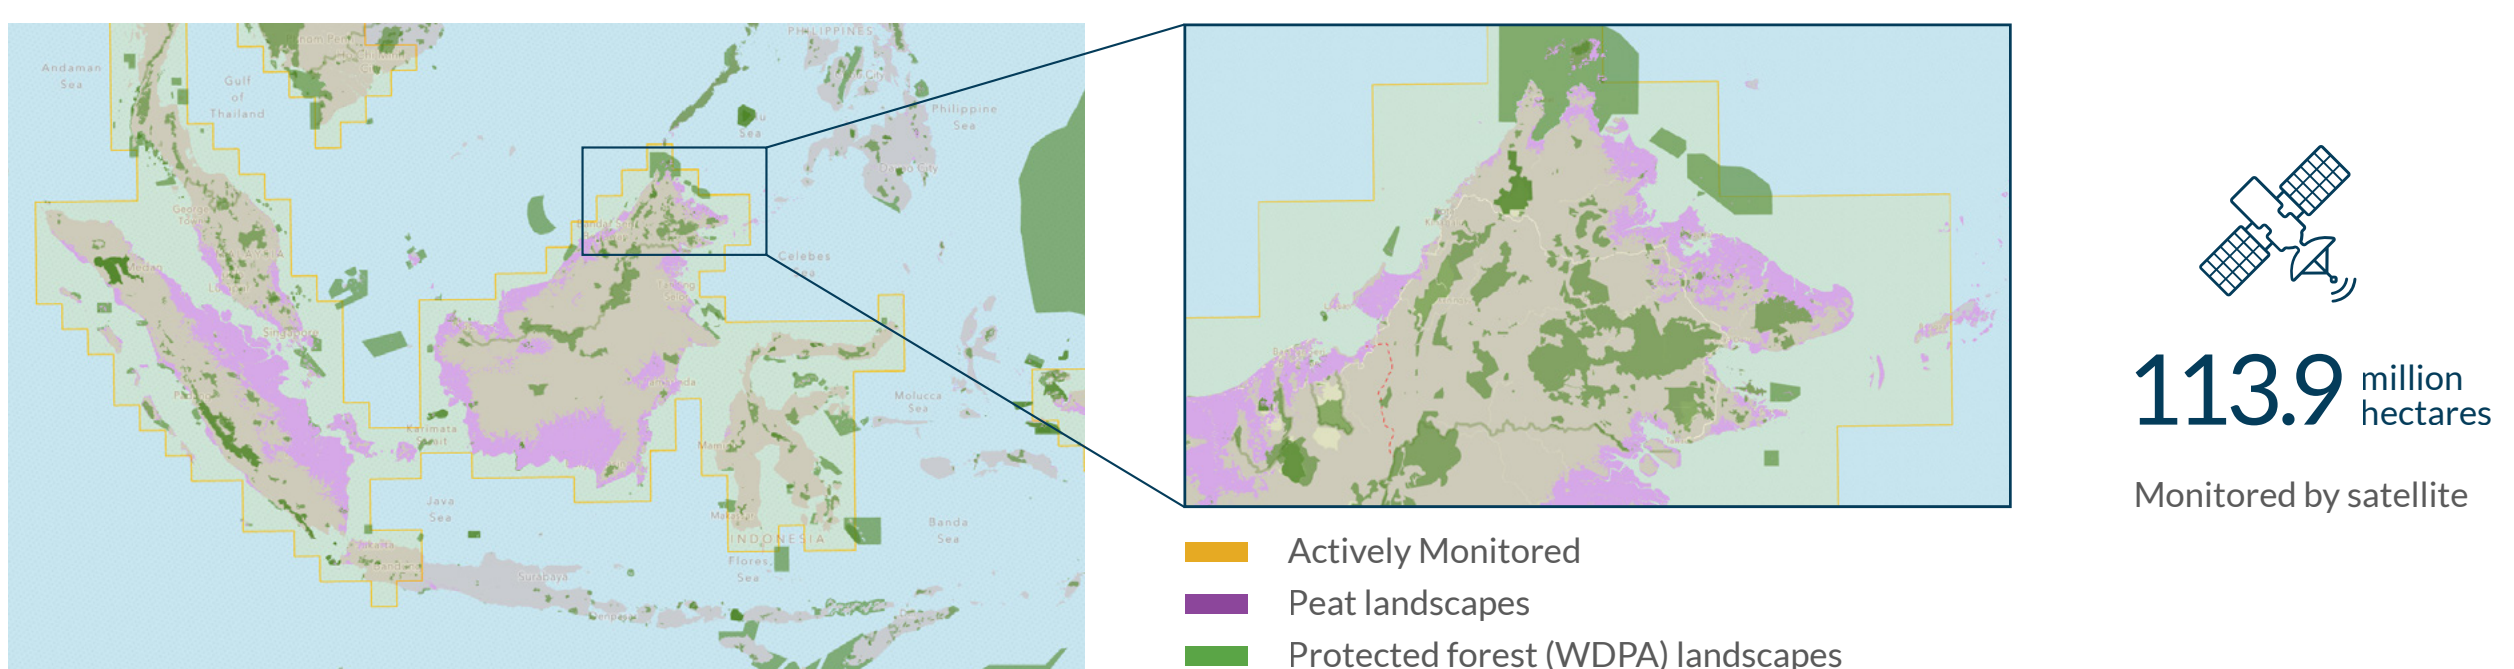 PHILIPPINES
Andaman
Sea
Gulf
of
Thailand
Philippine
Sea
Sea
Celebes
Medan
Singapore
Molucca
Sea
Karimata
Strait
Java
Sea
Banda
Sea
INDONESIA
Flores
Sea
Jakarta
Surabaya
113.9 million
hectares
Monitored by satellite
Actively Monitored
Peat landscapes
Protected forest (WDPA) landscapes